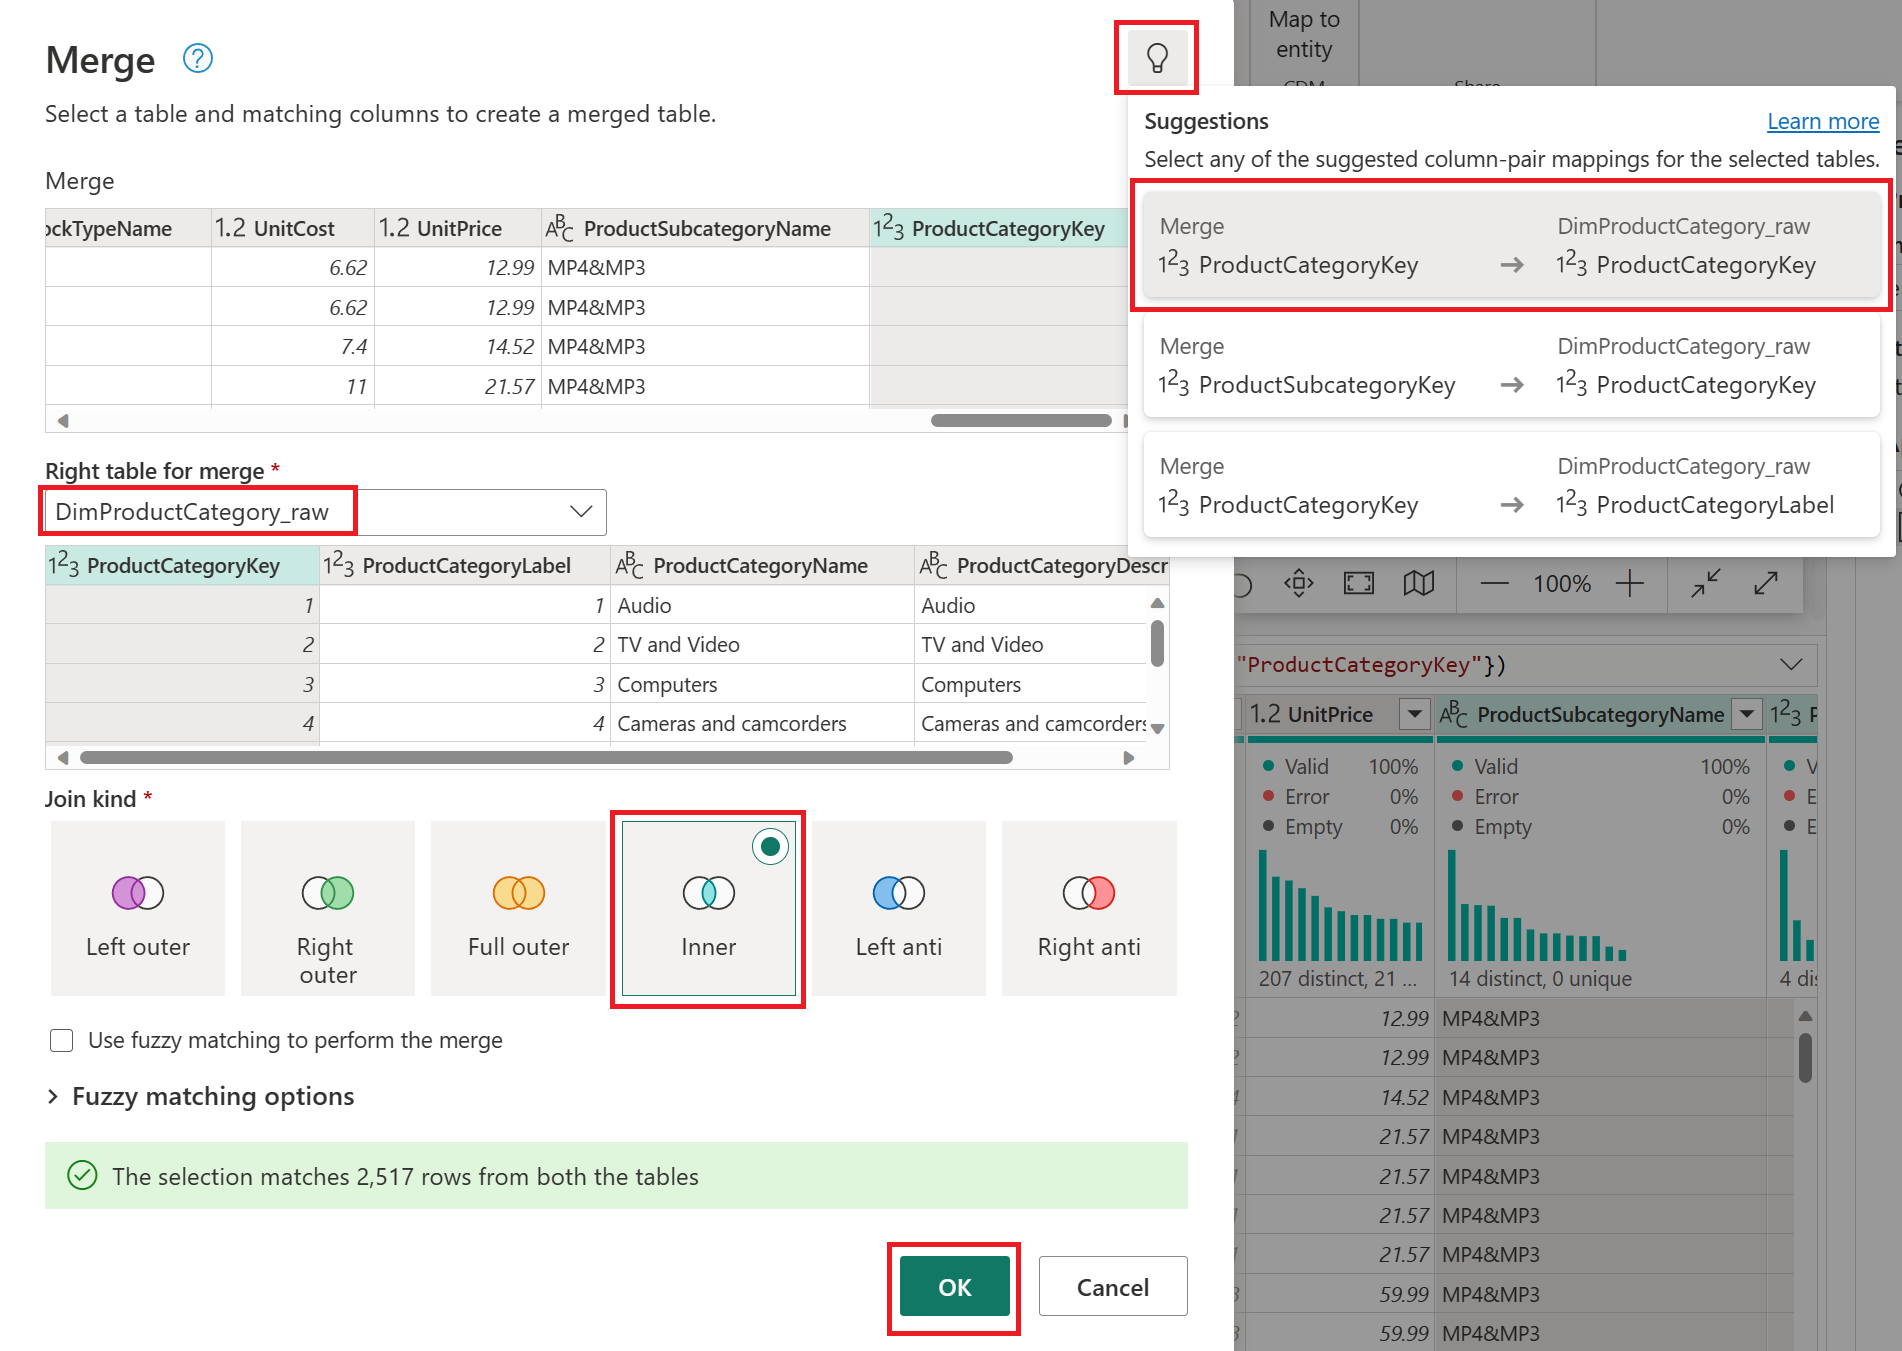 Merge
Select a table and matching columns to create a merged table.
Merge
ockTypeName 1.2 UnitCost 1.2 UnitPrice ABC ProductSubcategoryName 123 ProductCategoryKey
6.62 12.99 MP4&MP3
6.62 12.99 MP4&MP3
7.4 14.52 MP4&MP3
11 21.57 MP4&MP3
Right table for merge *
DimProductCategory_raw
123 ProductCategoryKey 123 ProductCategoryLabel ABC ProductCategoryName ABC ProductCategoryDescr
1 1 Audio Audio
2 2 TV and Video TV and Video
3 3 Computers Computers
4 4 Cameras and camcorders Cameras and camcorders
Join kind *
Left outer
Right outer
Full outer
Inner
Left anti
Right anti
Use fuzzy matching to perform the merge
Fuzzy matching options
The selection matches 2,517 rows from both the tables
OK
Cancel
Map to
entity
CDM
Share
Suggestions
Learn more
Select any of the suggested column-pair mappings for the selected tables.
Merge DimProductCategory_raw
123 ProductCategoryKey → 123 ProductCategoryKey
Merge DimProductCategory_raw
123 ProductSubcategoryKey → 123 ProductCategoryKey
Merge DimProductCategory_raw
123 ProductCategoryKey → 123 ProductCategoryLabel
100%
"ProductCategoryKey"})
1.2 UnitPrice ABC ProductSubcategoryName 123
Valid 100% Valid 100%
Error 0% Error 0%
Empty 0% Empty 0%
207 distinct, 21 ... 14 distinct, 0 unique 4 di
12.99 MP4&MP3
12.99 MP4&MP3
14.52 MP4&MP3
21.57 MP4&MP3
21.57 MP4&MP3
21.57 MP4&MP3
21.57 MP4&MP3
59.99 MP4&MP3
59.99 MP4&MP3